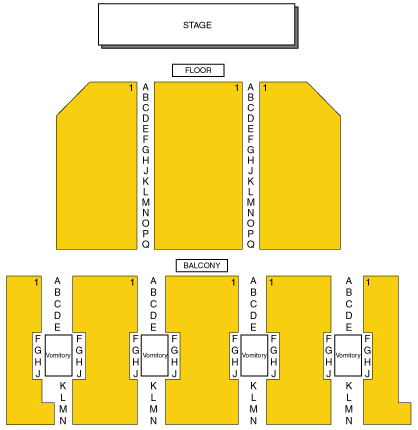 STAGE
FLOOR
1 A 1 A 1
B B
C C
D D
E E
F F
G G
H H
J J
K K
L L
M M
N N
O O
P P
Q Q
BALCONY
1 A 1 A 1 A 1 A 1
B B B B
C C C C
D D D D
E E E E
F F F F F F F F
G G G G G G G G
Vomitory Vomitory Vomitory Vomitory
H H H H H H H H
J J J J J J J J
K K K K
L L L L
M M M M
N N N N